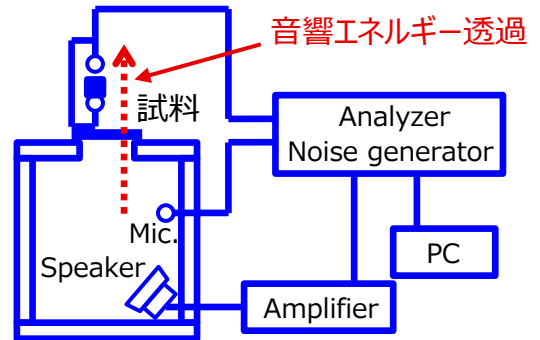 音響エネルギー透過
試料
Analyzer
Noise generator
Mic.
Speaker
PC
Amplifier